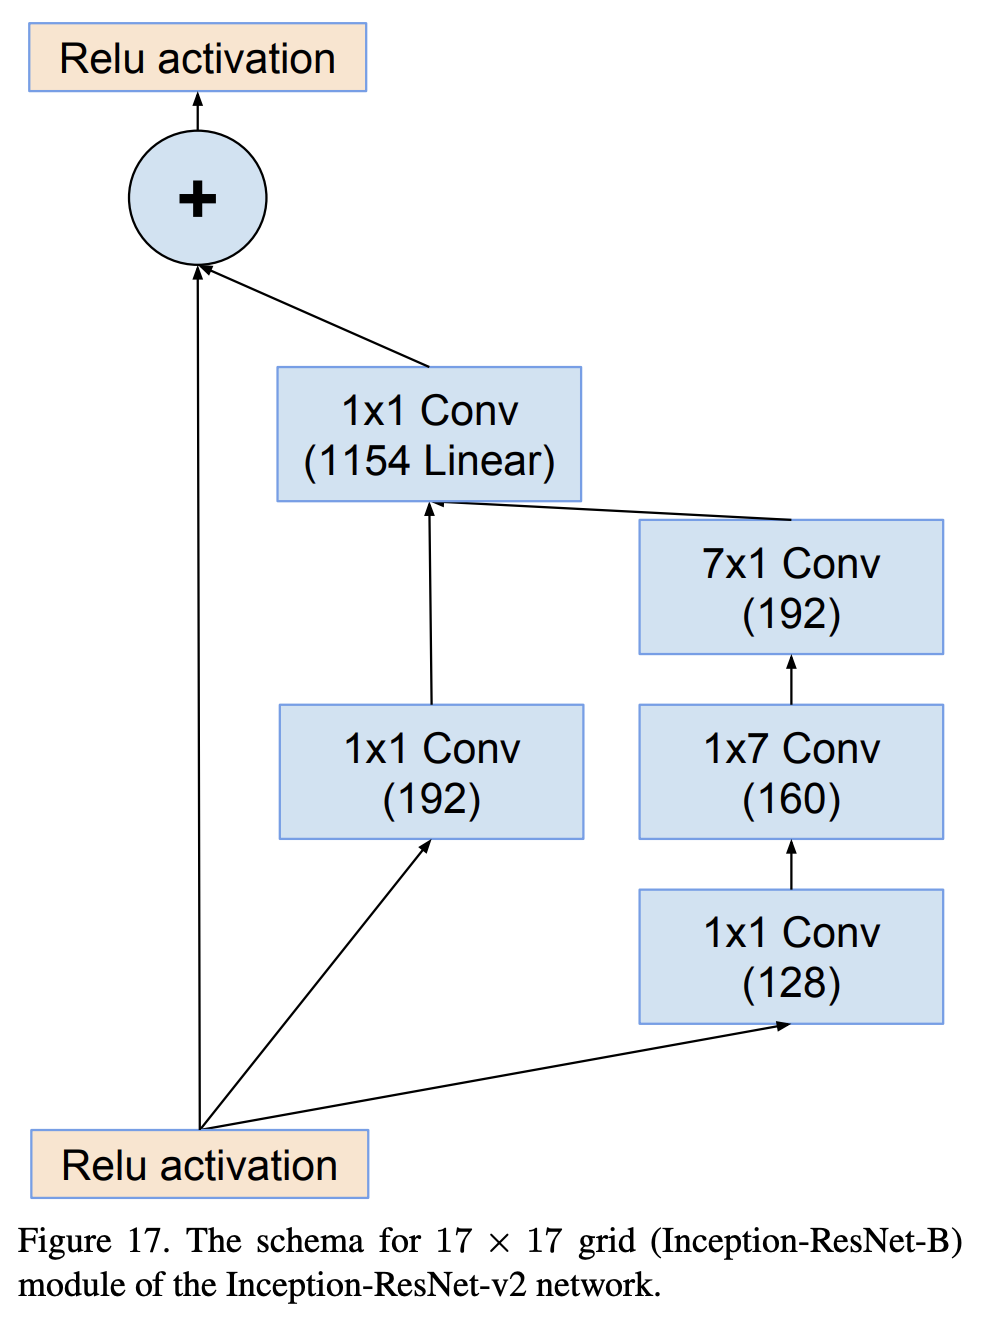 Relu activation
+
1x1 Conv
(1154 Linear)
7x1 Conv
(192)
1x1 Conv
(192)
1x7 Conv
(160)
1x1 Conv
(128)
Relu activation
Figure 17. The schema for 17 × 17 grid (Inception-ResNet-B)
module of the Inception-ResNet-v2 network.